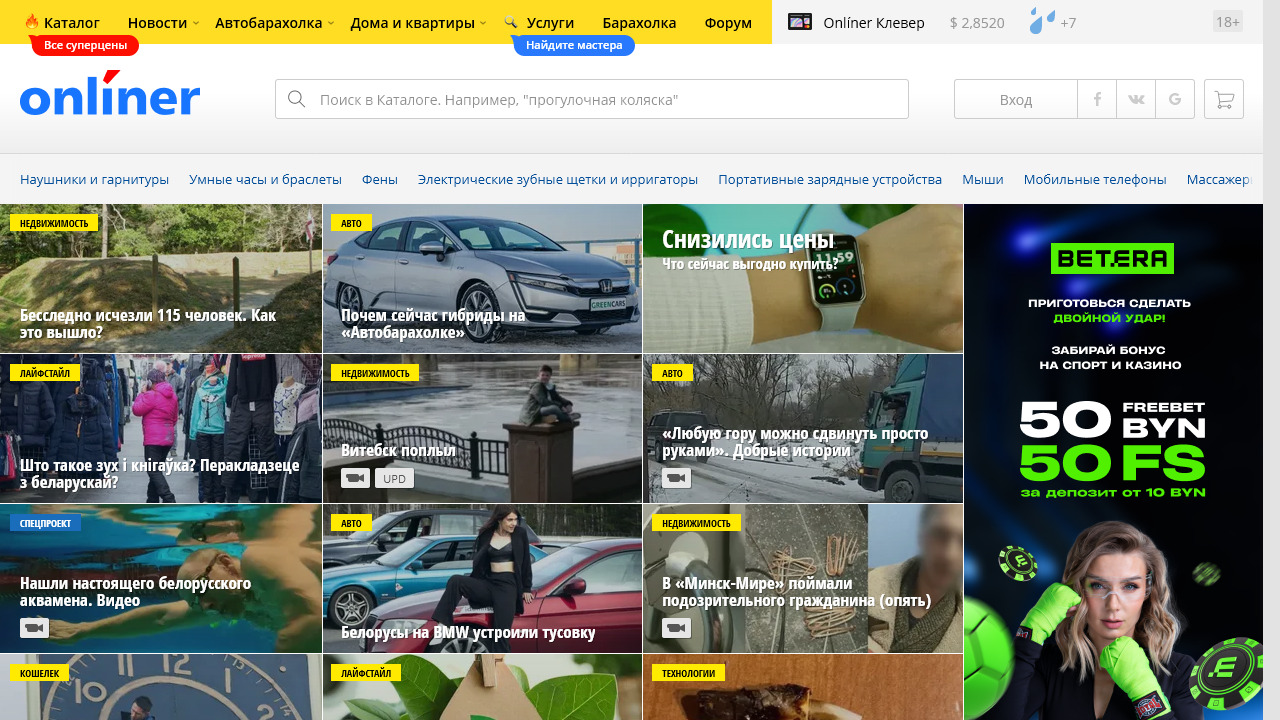 Каталог Новости Автобарахолка Дома и квартиры Услуги Барахолка Форум Onlíner Клевер $ 2,8520 +7 18+
Все суперцены Найдите мастера
onlíner
Поиск в Каталоге. Например, "прогулочная коляска"
Вход
Наушники и гарнитуры Умные часы и браслеты Фены Электрические зубные щетки и ирригаторы Портативные зарядные устройства Мыши Мобильные телефоны
НЕДВИЖИМОСТЬ
Бесследно исчезли 115 человек. Как
это вышло?
АВТО
GREENCARS
Почем сейчас гибриды на
«Автобарахолке»
Снизились цены
Что сейчас выгодно купить?
ЛАЙФСТАЙЛ
Што такое зух і кнігаўка? Перакладзеце
з беларускай?
НЕДВИЖИМОСТЬ
Витебск поплыл
UPD
АВТО
«Любую гору можно сдвинуть просто
руками». Добрые истории
СПЕЦПРОЕКТ
Нашли настоящего белорусского
аквамена. Видео
АВТО
Белорусы на BMW устроили тусовку
НЕДВИЖИМОСТЬ
В «Минск-Мире» поймали
подозрительного гражданина (опять)
КОШЕЛЕК
ЛАЙФСТАЙЛ
ТЕХНОЛОГИИ
BETERA
ПРИГОТОВЬСЯ СДЕЛАТЬ
ДВОЙНОЙ УДАР!
ЗАБИРАЙ БОНУС
НА СПОРТ И КАЗИНО
50 FREEBET
BYN
50 FS
за депозит от 10 BYN